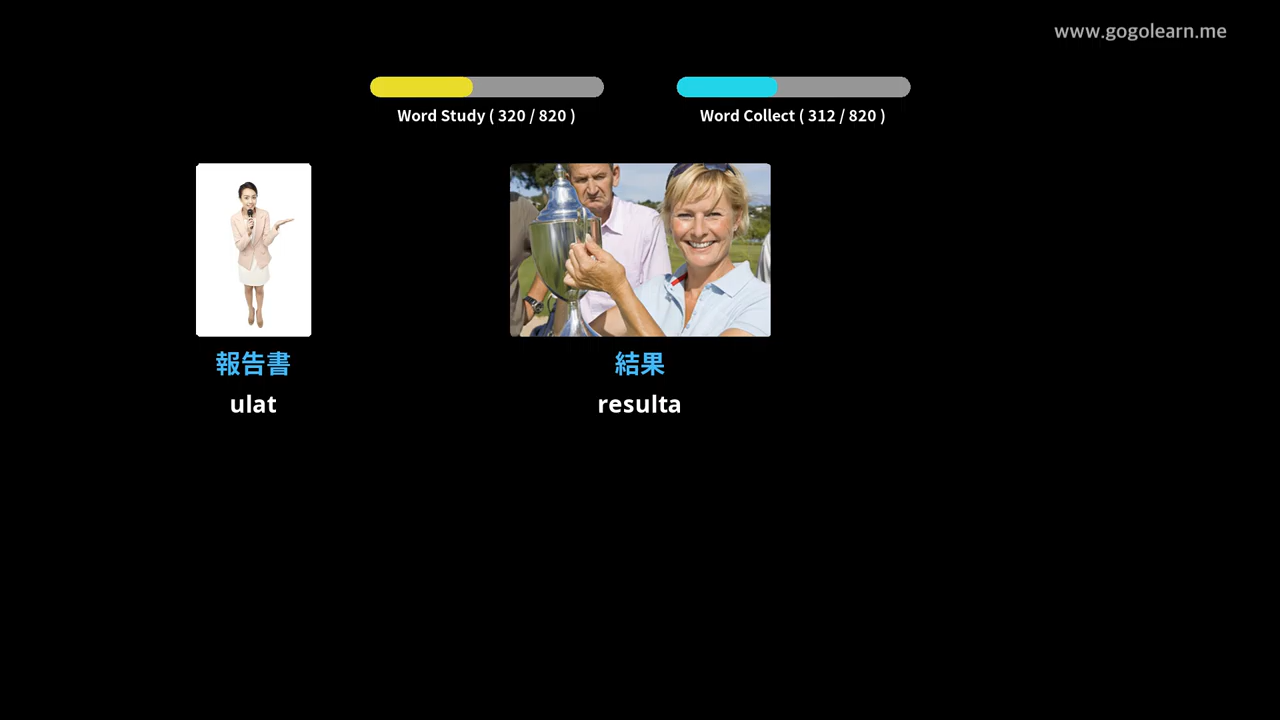 www.gogolearn.me
Word Study ( 320 / 820 )
Word Collect ( 312 / 820 )
報告書
ulat
結果
resulta